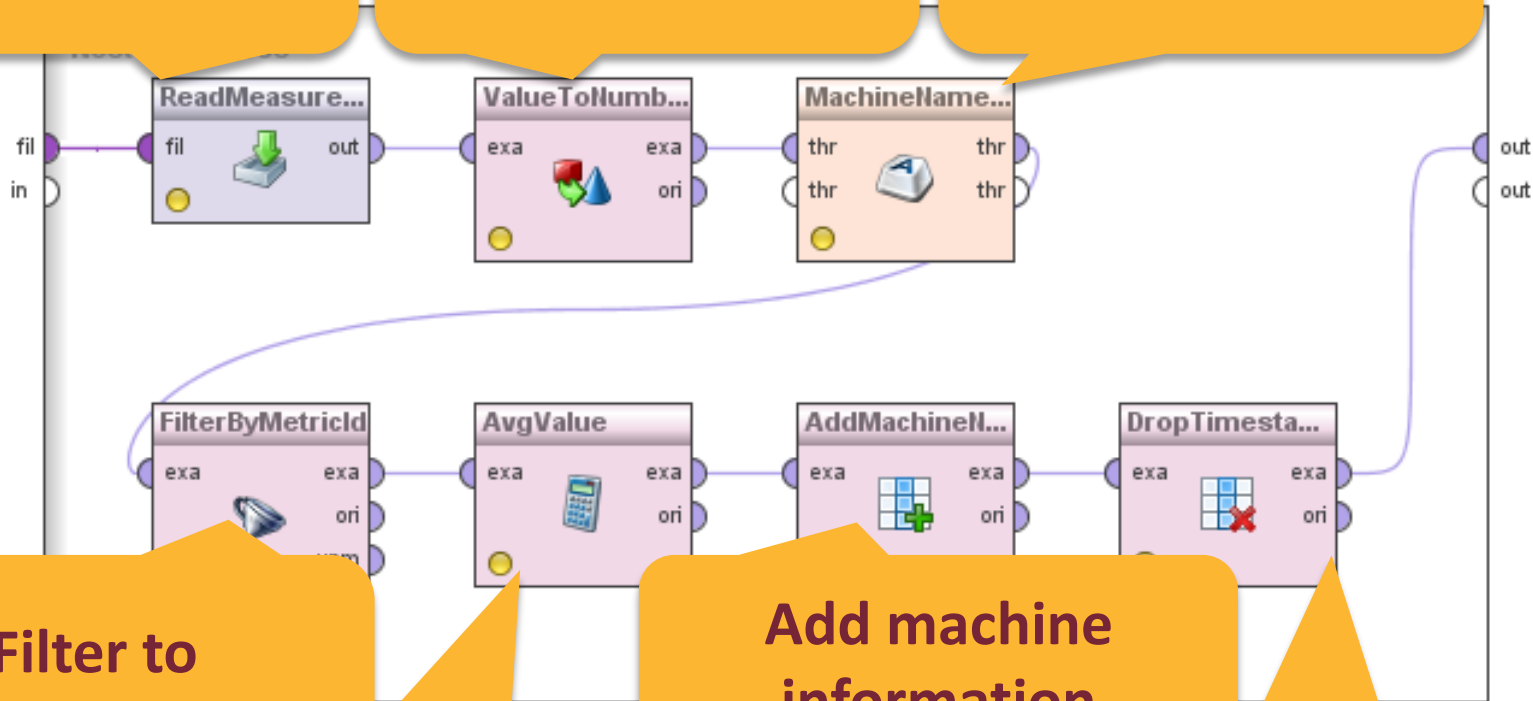 ReadMeasure...
ValueToNumb...
MachineName...
fil
fil
out
exa
exa
thr
thr
out
in
ori
thr
thr
out
FilterByMetricId
AvgValue
AddMachineN...
DropTimesta...
exa
exa
exa
exa
exa
exa
exa
exa
ori
ori
ori
ori
Filter to
Add machine
information